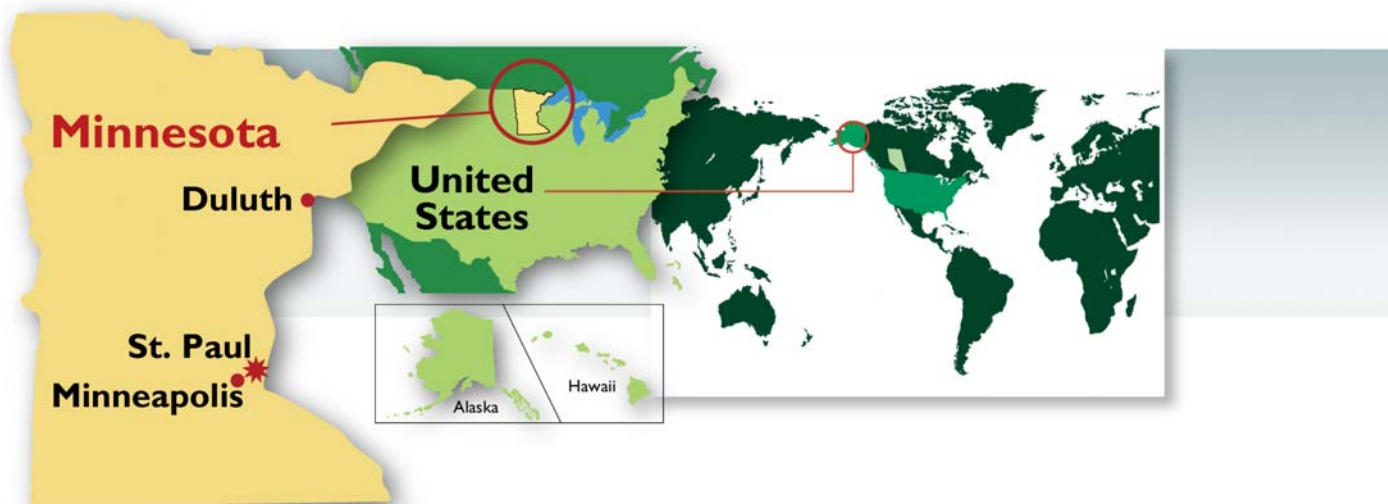 Minnesota
Duluth
St. Paul
Minneapolis
United
States
Alaska
Hawaii